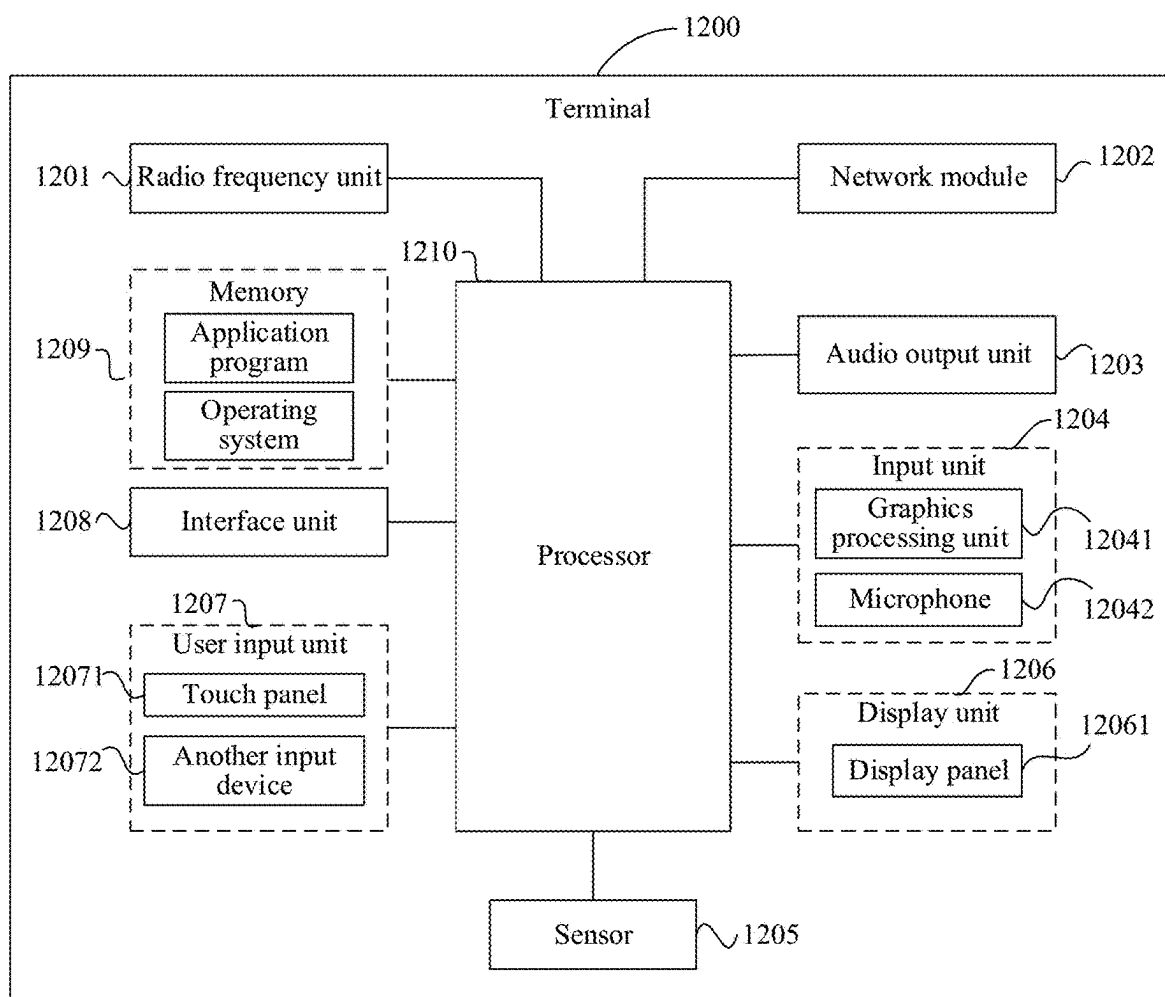 1200
Terminal
1201
Radio frequency unit
Network module
1202
1210
Memory
Application
program
Operating
system
1209
Audio output unit
1203
1204
Input unit
Graphics
processing unit
12041
Microphone
12042
1208
Interface unit
Processor
1207
User input unit
12071
Touch panel
12072
Another input
device
1206
Display unit
12061
Display panel
Sensor
1205